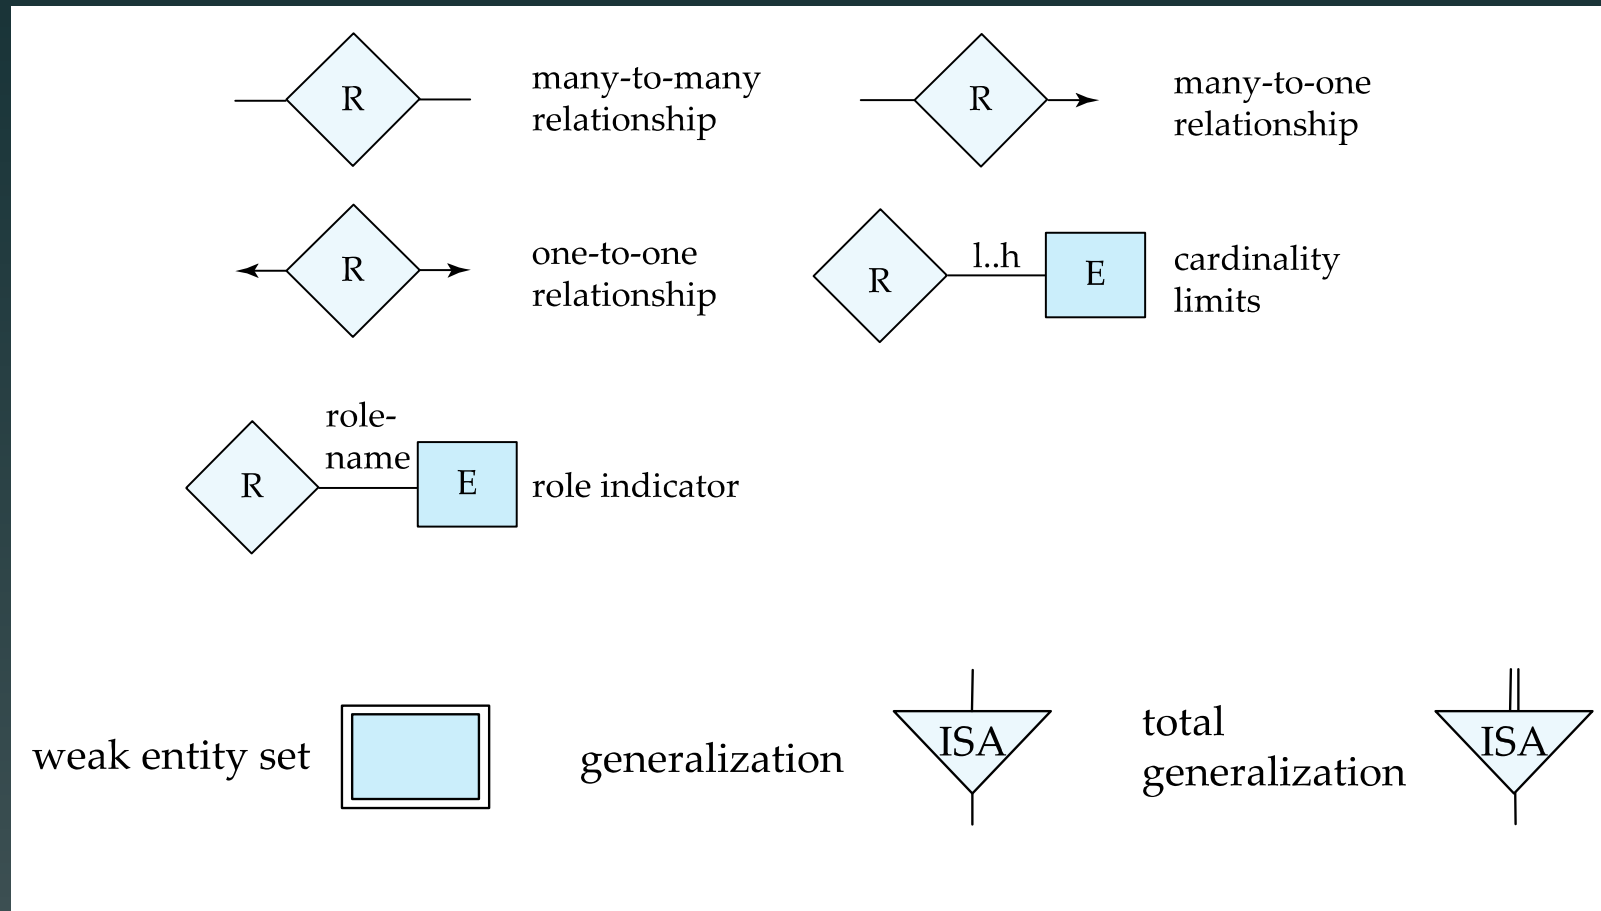 R
many-to-many
relationship
R
many-to-one
relationship
R
one-to-one
relationship
R
l..h
E
cardinality
limits
R
role-
name
E
role indicator
weak entity set
generalization
ISA
total
generalization
ISA